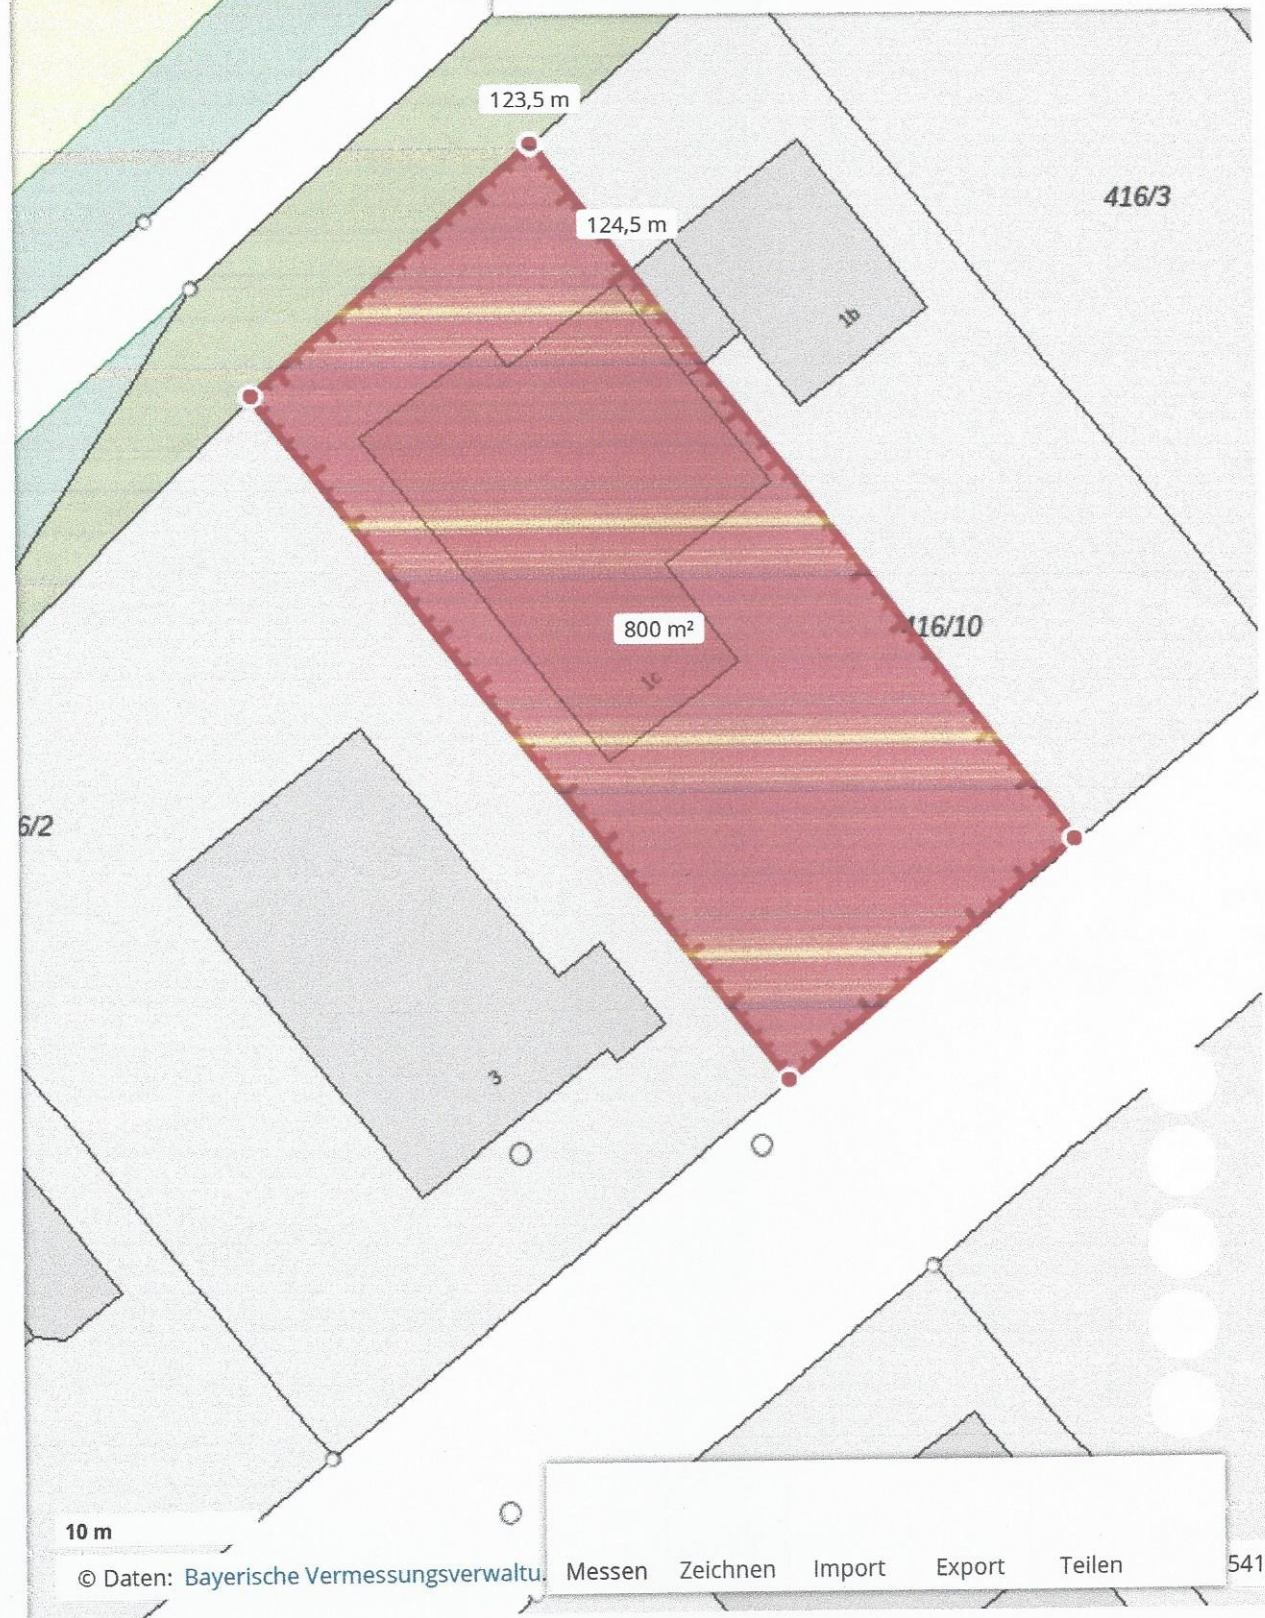 123,5 m
124,5 m
416/3
1b
416/10
800 m²
1c
6/2
3
10 m
© Daten: Bayerische Vermessungsverwaltu.
Messen Zeichnen Import Export Teilen
541